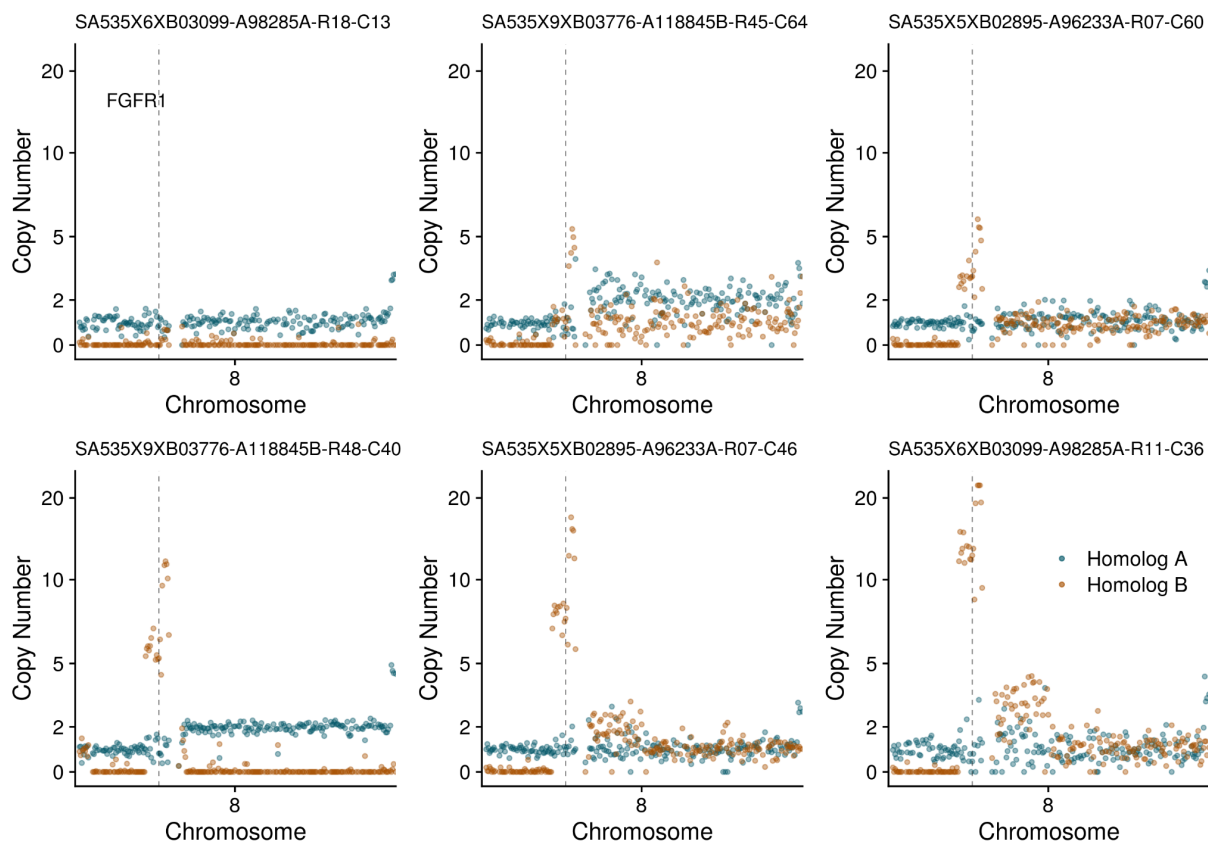 SA535X6XB03099-A98285A-R18-C13
SA535X9XB03776-A118845B-R45-C64
SA535X5XB02895-A96233A-R07-C60
20
10
5
2
0
Copy Number
FGFR1
8
Chromosome
20
10
5
2
0
Copy Number
8
Chromosome
20
10
5
2
0
Copy Number
8
Chromosome
SA535X9XB03776-A118845B-R48-C40
SA535X5XB02895-A96233A-R07-C46
SA535X6XB03099-A98285A-R11-C36
20
10
5
2
0
Copy Number
8
Chromosome
20
10
5
2
0
Copy Number
8
Chromosome
20
10
5
2
0
Copy Number
Homolog A
Homolog B
8
Chromosome